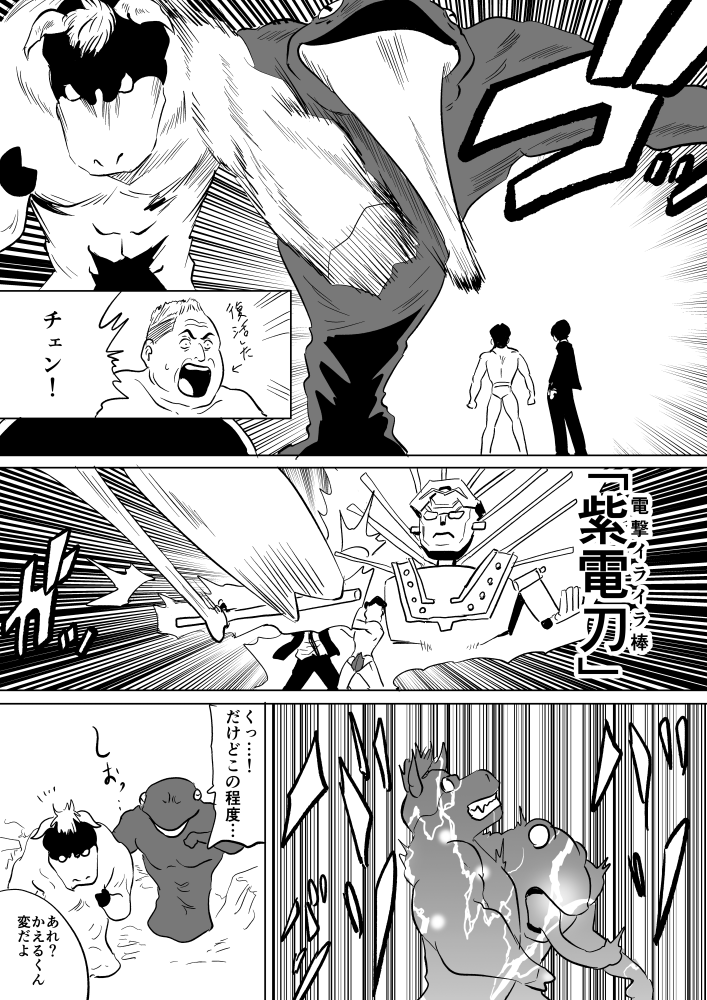 ゴ
゛゛
復活した
チェン！
電撃イライラ棒
「紫電刃」
ガッ
くっ…！
だけどこの程度…
しお,
あれ？
かえるくん
変だよ